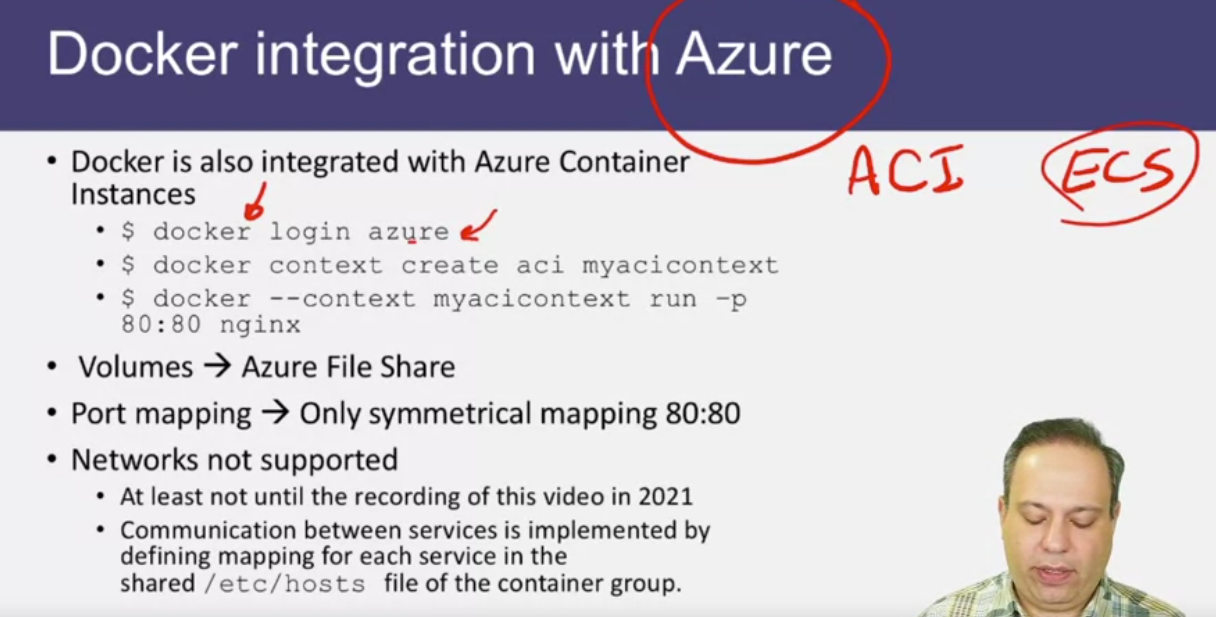 Docker integration with Azure
ACI ECS
• Docker is also integrated with Azure Container
Instances
• $ docker login azure
• $ docker context create aci myacicontext
• $ docker --context myacicontext run –p
80:80 nginx
• Volumes → Azure File Share
• Port mapping → Only symmetrical mapping 80:80
• Networks not supported
• At least not until the recording of this video in 2021
• Communication between services is implemented by
defining mapping for each service in the
shared /etc/hosts file of the container group.